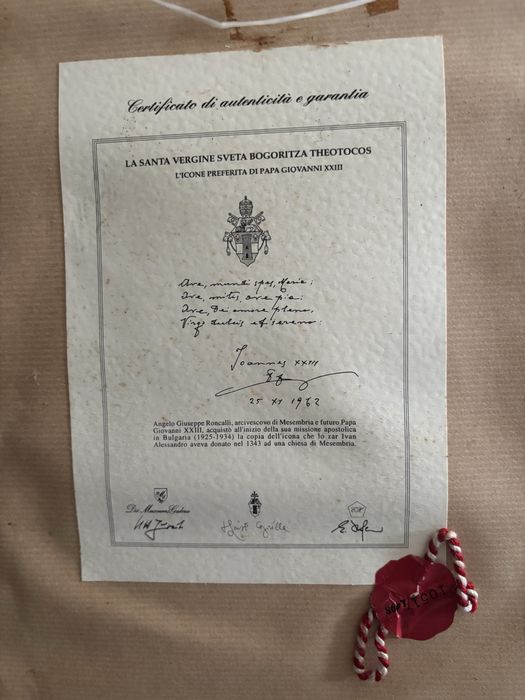 Certificato di autenticità e garanzia
LA SANTA VERGINE SVETA BOGORITZA THEOTOCOS
L'ICONE PREFERITA DI PAPA GIOVANNI XXIII
Ave, mundi spes, Maria;
Ave, mitis, ave pia;
Ave, Dei amore plena,
Virgo dulcis et serena.
Joannes XXIII
25 XI 1962
Angelo Giuseppe Roncalli, arcivescovo di Mesembria e futuro Papa
Giovanni XXIII, acquistò all'inizio della sua missione apostolica
in Bulgaria (1925-1934) la copia dell'icona che lo zar Ivan
Alessandro aveva donato nel 1343 ad una chiesa di Mesembria.